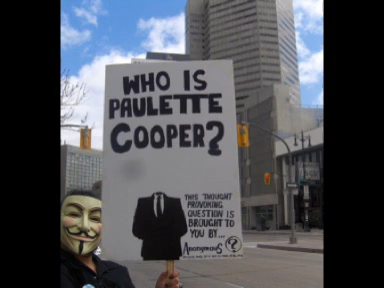 WHO IS
PAULETTE
COOPER?
THIS THOUGHT
PROVOKING
QUESTION IS
BROUGHT TO
YOU BY...
AnonymouS